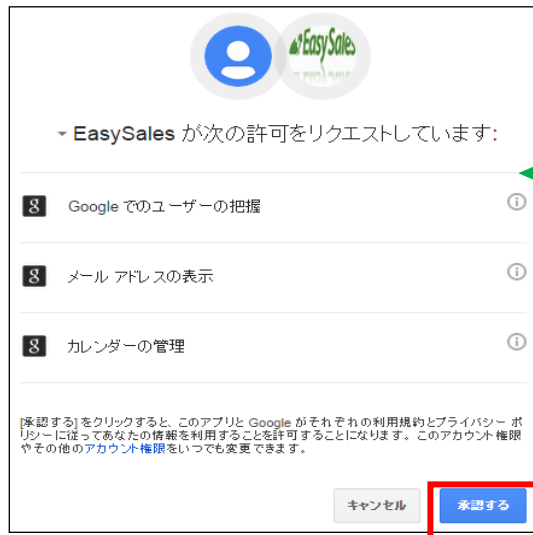 EasySales
EasySales が次の許可をリクエストしています:
8 Google でのユーザーの把握
8 メール アドレスの表示
8 カレンダーの管理
[承認する] をクリックすると、このアプリと Google がそれぞれの利用規約とプライバシー ポ
リシーに従ってあなたの情報を利用することを許可することになります。このアカウント権限
やその他のアカウント権限をいつでも変更できます。
キャンセル 承認する